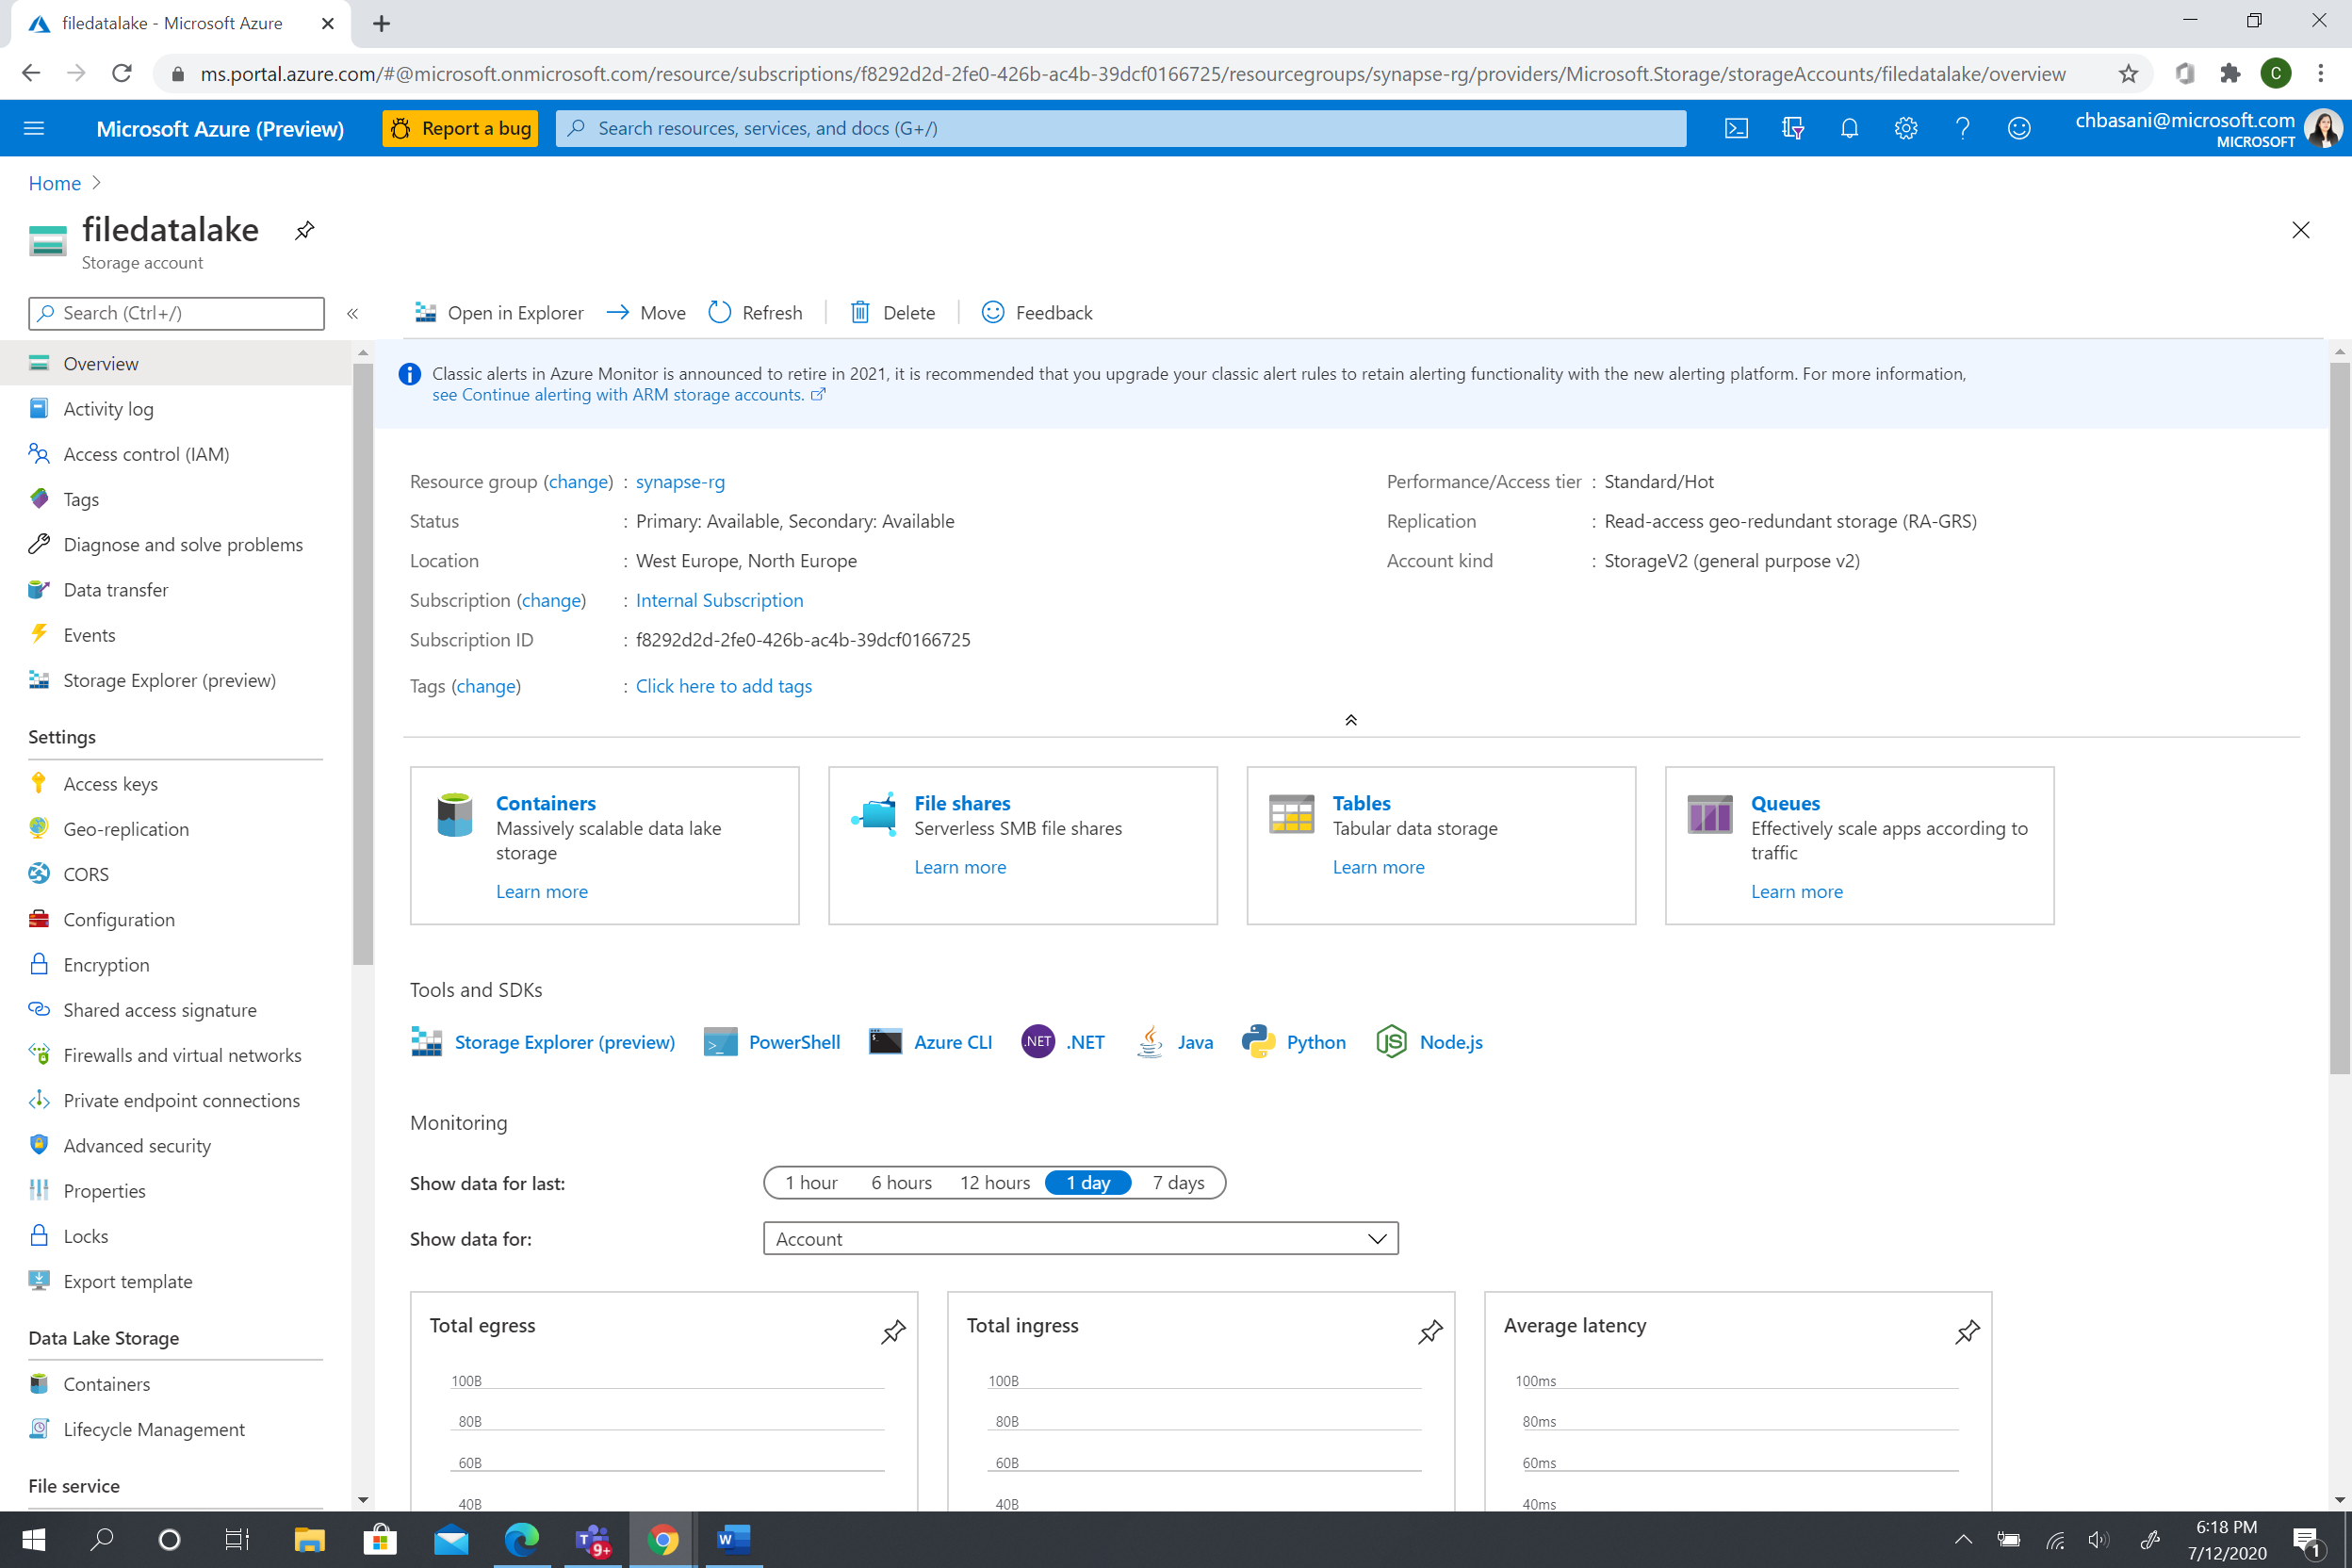 filedatalake - Microsoft Azure
ms.portal.azure.com/#@microsoft.onmicrosoft.com/resource/subscriptions/f8292d2d-2fe0-426b-ac4b-39dcf0166725/resourcegroups/synapse-rg/providers/Microsoft.Storage/storageAccounts/filedatalake/overview
C
Microsoft Azure (Preview)
Report a bug
Search resources, services, and docs (G+/)
chbasani@microsoft.com
MICROSOFT
Home
filedatalake
Storage account
Search (Ctrl+/)
Overview
Activity log
Access control (IAM)
Tags
Diagnose and solve problems
Data transfer
Events
Storage Explorer (preview)
Settings
Access keys
Geo-replication
CORS
Configuration
Encryption
Shared access signature
Firewalls and virtual networks
Private endpoint connections
Advanced security
Properties
Locks
Export template
Data Lake Storage
Containers
Lifecycle Management
File service
Open in Explorer Move Refresh Delete Feedback
Classic alerts in Azure Monitor is announced to retire in 2021, it is recommended that you upgrade your classic alert rules to retain alerting functionality with the new alerting platform. For more information,
see Continue alerting with ARM storage accounts.
Resource group (change) : synapse-rg
Status : Primary: Available, Secondary: Available
Location : West Europe, North Europe
Subscription (change) : Internal Subscription
Subscription ID : f8292d2d-2fe0-426b-ac4b-39dcf0166725
Tags (change) : Click here to add tags
Performance/Access tier : Standard/Hot
Replication : Read-access geo-redundant storage (RA-GRS)
Account kind : StorageV2 (general purpose v2)
Containers
Massively scalable data lake
storage
Learn more
File shares
Serverless SMB file shares
Learn more
Tables
Tabular data storage
Learn more
Queues
Effectively scale apps according to
traffic
Learn more
Tools and SDKs
Storage Explorer (preview) PowerShell Azure CLI .NET .NET Java Python JS Node.js
Monitoring
Show data for last: 1 hour 6 hours 12 hours 1 day 7 days
Show data for: Account
Total egress
100B
80B
60B
40B
Total ingress
100B
80B
60B
40B
Average latency
100ms
80ms
60ms
40ms
T
9+
W
6:18 PM
7/12/2020
1